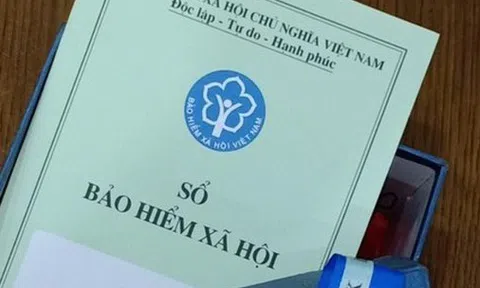 XÃ HỘI CHỦ NGHĨA VIỆT NAM
Độc lập - Tự do - Hạnh phúc
BẢO HIỂM XÃ HỘI VIỆT NAM
SỔ
BẢO HIỂM XÃ HỘI